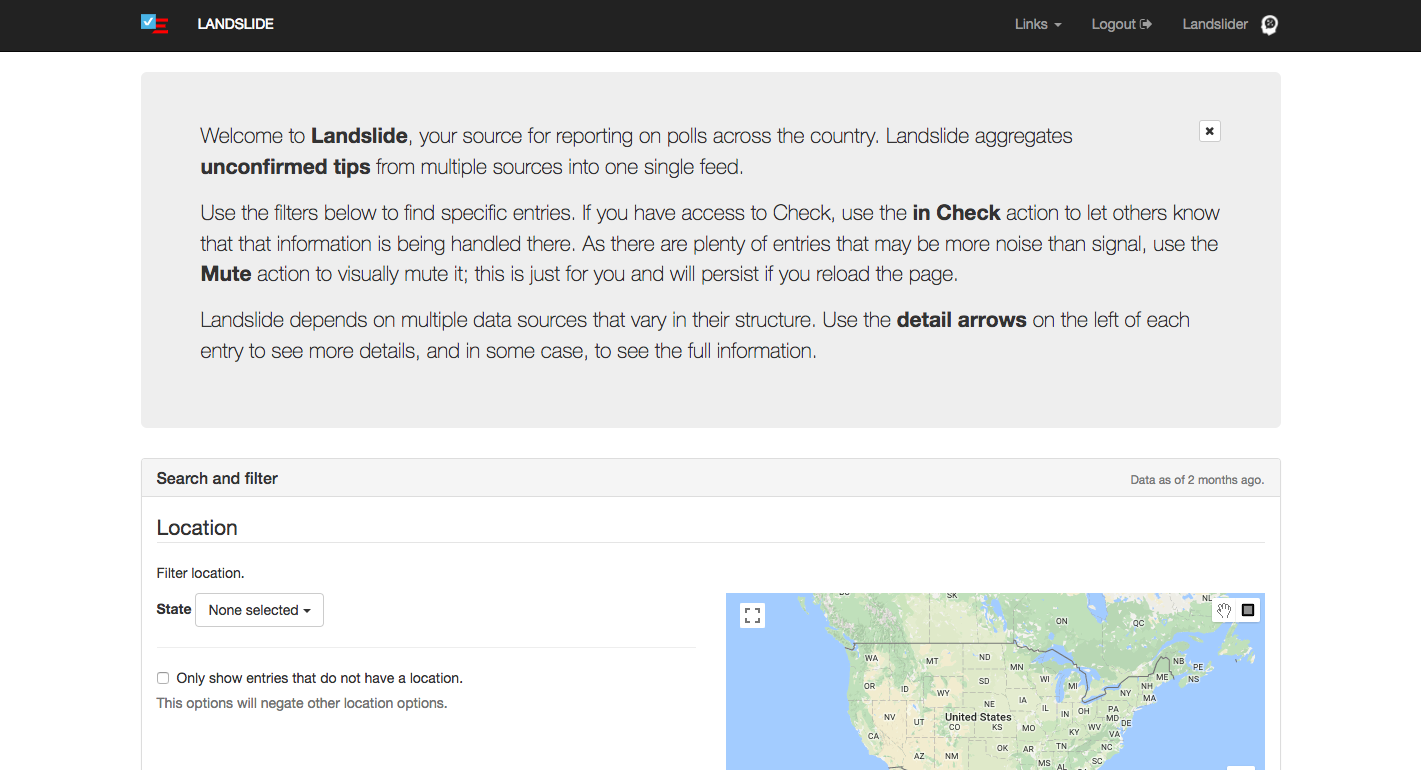 LANDSLIDE
Links
Logout
Landslider
Welcome to Landslide, your source for reporting on polls across the country. Landslide aggregates
unconfirmed tips from multiple sources into one single feed.
Use the filters below to find specific entries. If you have access to Check, use the in Check action to let others know
that that information is being handled there. As there are plenty of entries that may be more noise than signal, use the
Mute action to visually mute it; this is just for you and will persist if you reload the page.
Landslide depends on multiple data sources that vary in their structure. Use the detail arrows on the left of each
entry to see more details, and in some case, to see the full information.
Search and filter
Data as of 2 months ago.
Location
Filter location.
State
None selected
Only show entries that do not have a location.
This options will negate other location options.
SK
NL
ON
QC
WA
MT
ND
MN
NB
PE
NS
OR
ID
WY
SD
WI
MI
NY
NH
ME
MA
NV
UT
United States
CO
NE
KS
IA
MO
IL
IN
OH
PA
MD
DE
CA
KY
WV
VA
AZ
NM
OK
AR
TN
NC
MS
AL
SC